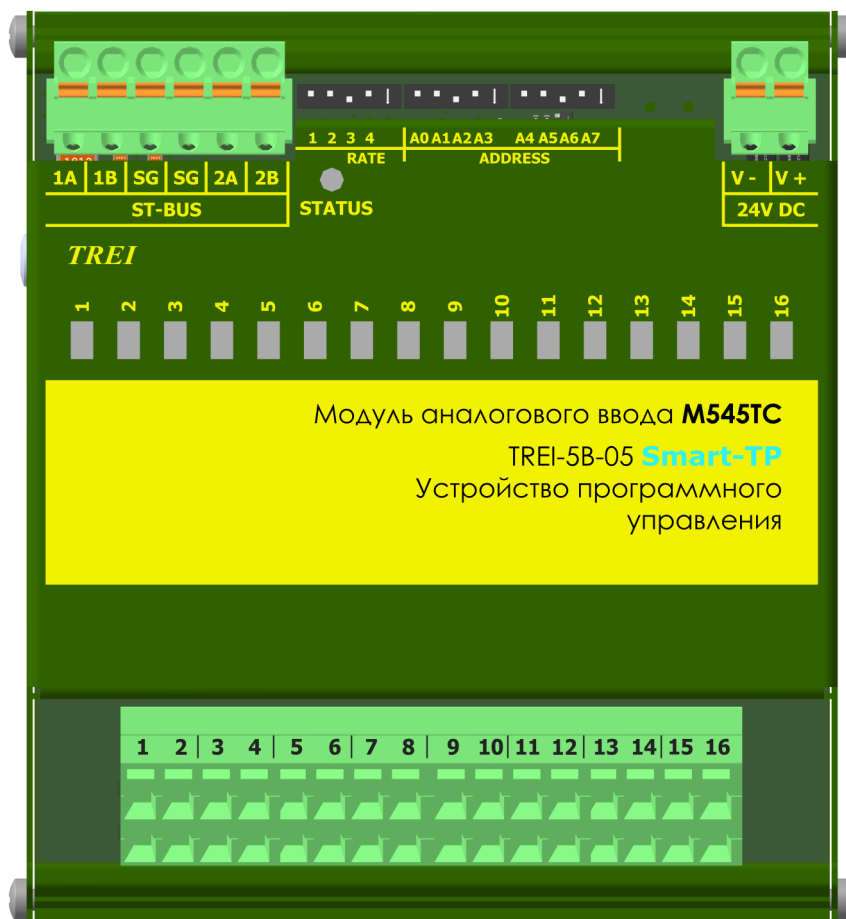 1 2 3 4 A0 A1 A2 A3 A4 A5 A6 A7
RATE ADDRESS
1A 1B SG SG 2A 2B V - V +
ST-BUS STATUS 24V DC
TREI
1 2 3 4 5 6 7 8 9 10 11 12 13 14 15 16
Модуль аналогового ввода M545TC
TREI-5B-05 Smart-TP
Устройство программного
управления
1 2 3 4 5 6 7 8 9 10 11 12 13 14 15 16